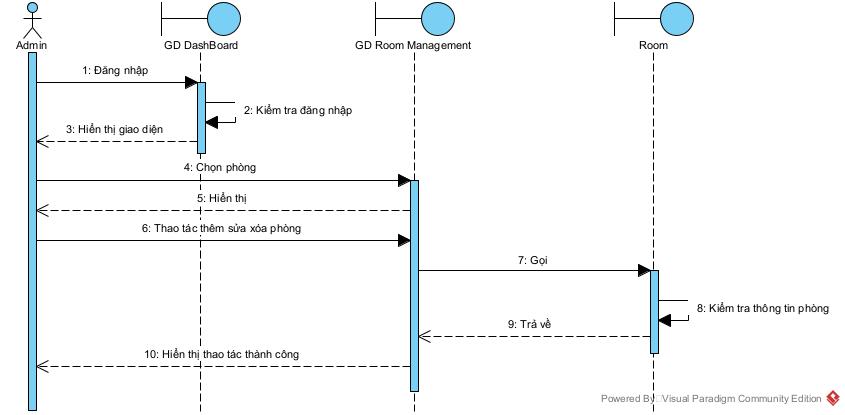 Admin
GD DashBoard
GD Room Management
Room
1: Đăng nhập
2: Kiểm tra đăng nhập
3: Hiển thị giao diện
4: Chọn phòng
5: Hiển thị
6: Thao tác thêm sửa xóa phòng
7: Gọi
8: Kiểm tra thông tin phòng
9: Trả về
10: Hiển thị thao tác thành công
Powered By Visual Paradigm Community Edition